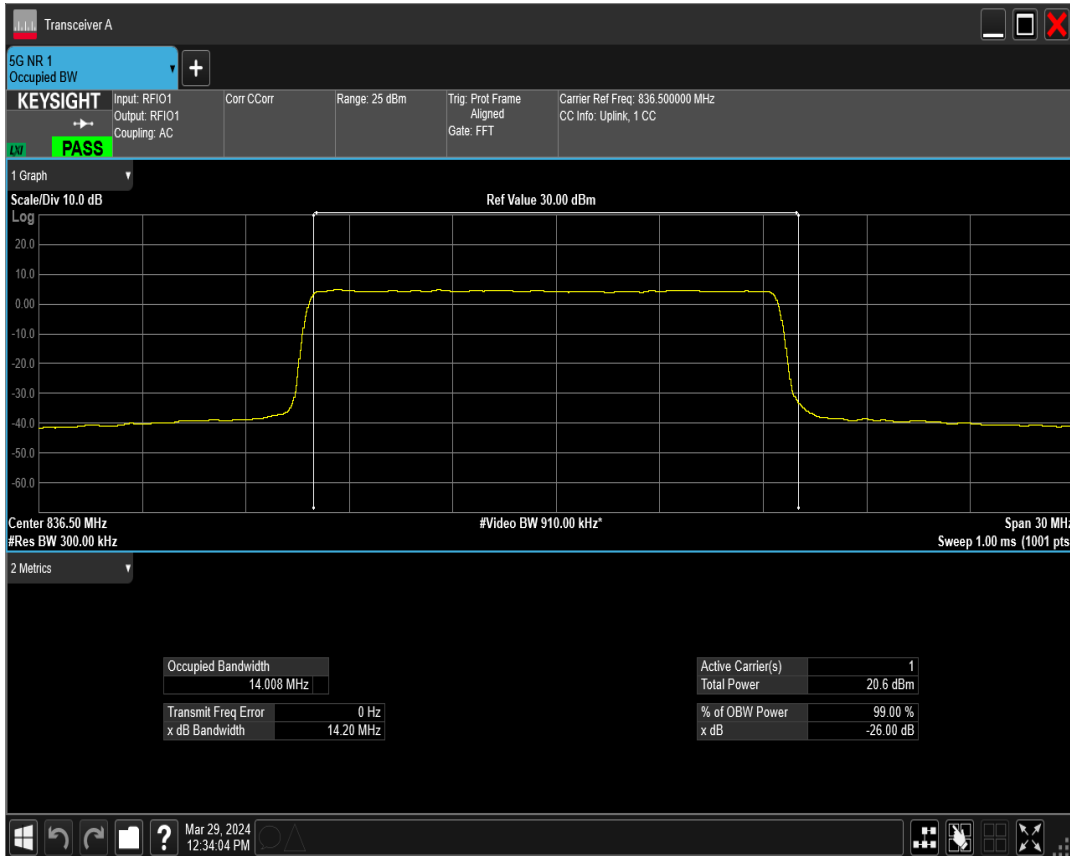 Transceiver A
5G NR 1
Occupied BW
KEYSIGHT
LXI
PASS
Input: RFIO1
Output: RFIO1
Coupling: AC
Corr CCorr
Range: 25 dBm
Trig: Prot Frame
Aligned
Gate: FFT
Carrier Ref Freq: 836.500000 MHz
CC Info: Uplink, 1 CC
1 Graph
Scale/Div 10.0 dB
Ref Value 30.00 dBm
Log
20.0
10.0
0.00
-10.0
-20.0
-30.0
-40.0
-50.0
-60.0
Center 836.50 MHz
#Video BW 910.00 kHz*
Span 30 MHz
#Res BW 300.00 kHz
Sweep 1.00 ms (1001 pts
2 Metrics
Occupied Bandwidth
14.008 MHz
Transmit Freq Error 0 Hz
x dB Bandwidth 14.20 MHz
Active Carrier(s) 1
Total Power 20.6 dBm
% of OBW Power 99.00 %
x dB -26.00 dB
?
Mar 29, 2024
12:34:04 PM